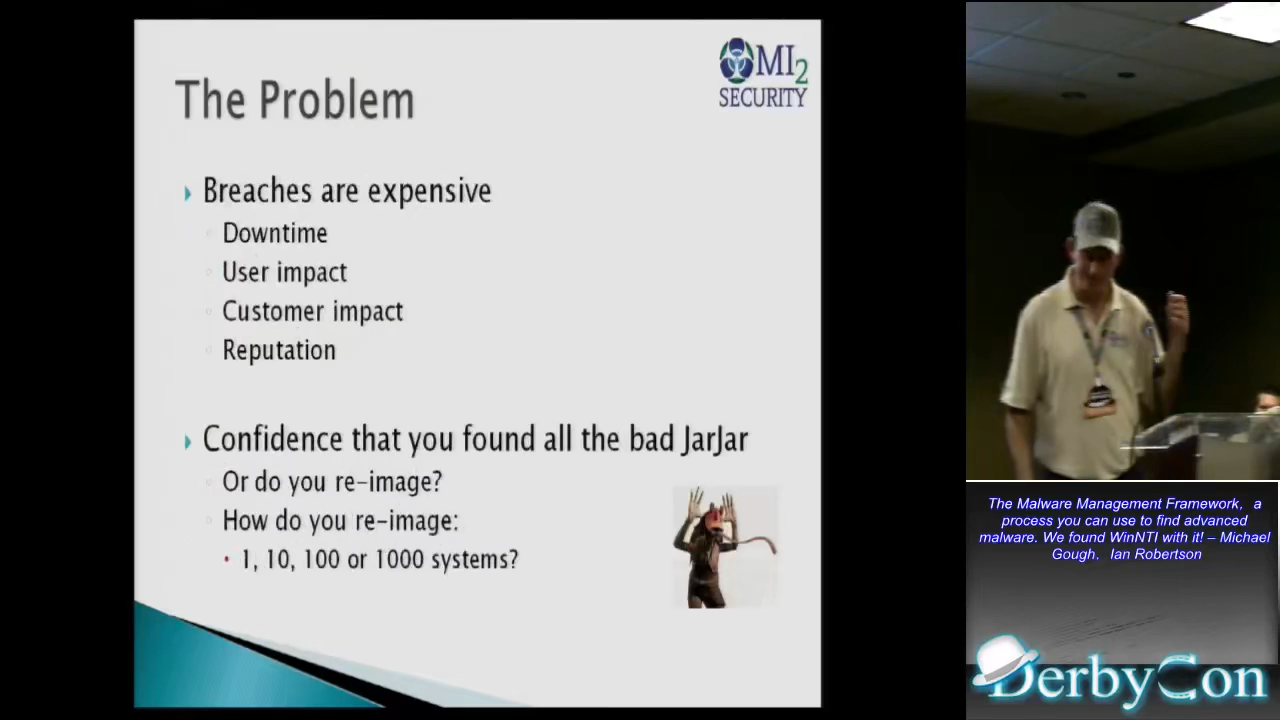 The Problem
MI2
SECURITY
Breaches are expensive
Downtime
User impact
Customer impact
Reputation
Confidence that you found all the bad JarJar
Or do you re-image?
How do you re-image:
1, 10, 100 or 1000 systems?
The Malware Management Framework, a
process you can use to find advanced
malware. We found WinNTI with it! – Michael
Gough, Ian Robertson
DerbyCon